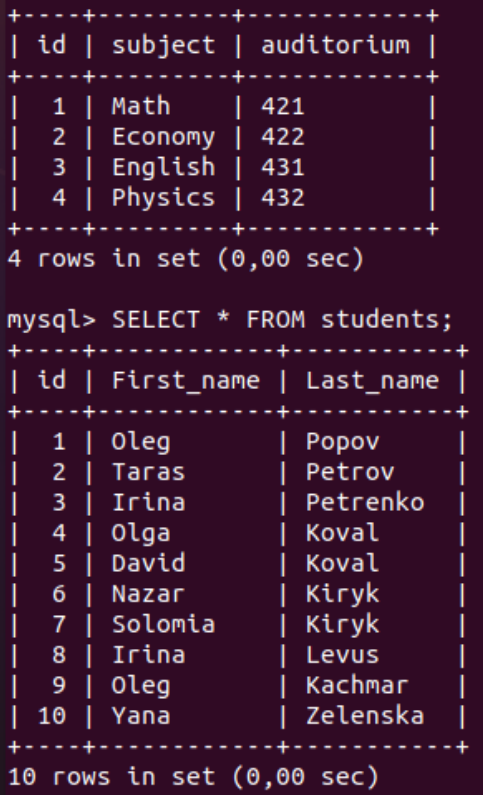 +----+---------+------------+
| id | subject | auditorium |
+----+---------+------------+
|  1 | Math    | 421        |
|  2 | Economy | 422        |
|  3 | English | 431        |
|  4 | Physics | 432        |
+----+---------+------------+
4 rows in set (0,00 sec)

mysql> SELECT * FROM students;
+----+------------+-----------+
| id | First_name | Last_name |
+----+------------+-----------+
|  1 | Oleg       | Popov     |
|  2 | Taras      | Petrov    |
|  3 | Irina      | Petrenko  |
|  4 | Olga       | Koval     |
|  5 | David      | Koval     |
|  6 | Nazar      | Kiryk     |
|  7 | Solomia    | Kiryk     |
|  8 | Irina      | Levus     |
|  9 | Oleg       | Kachmar   |
| 10 | Yana       | Zelenska  |
+----+------------+-----------+
10 rows in set (0,00 sec)